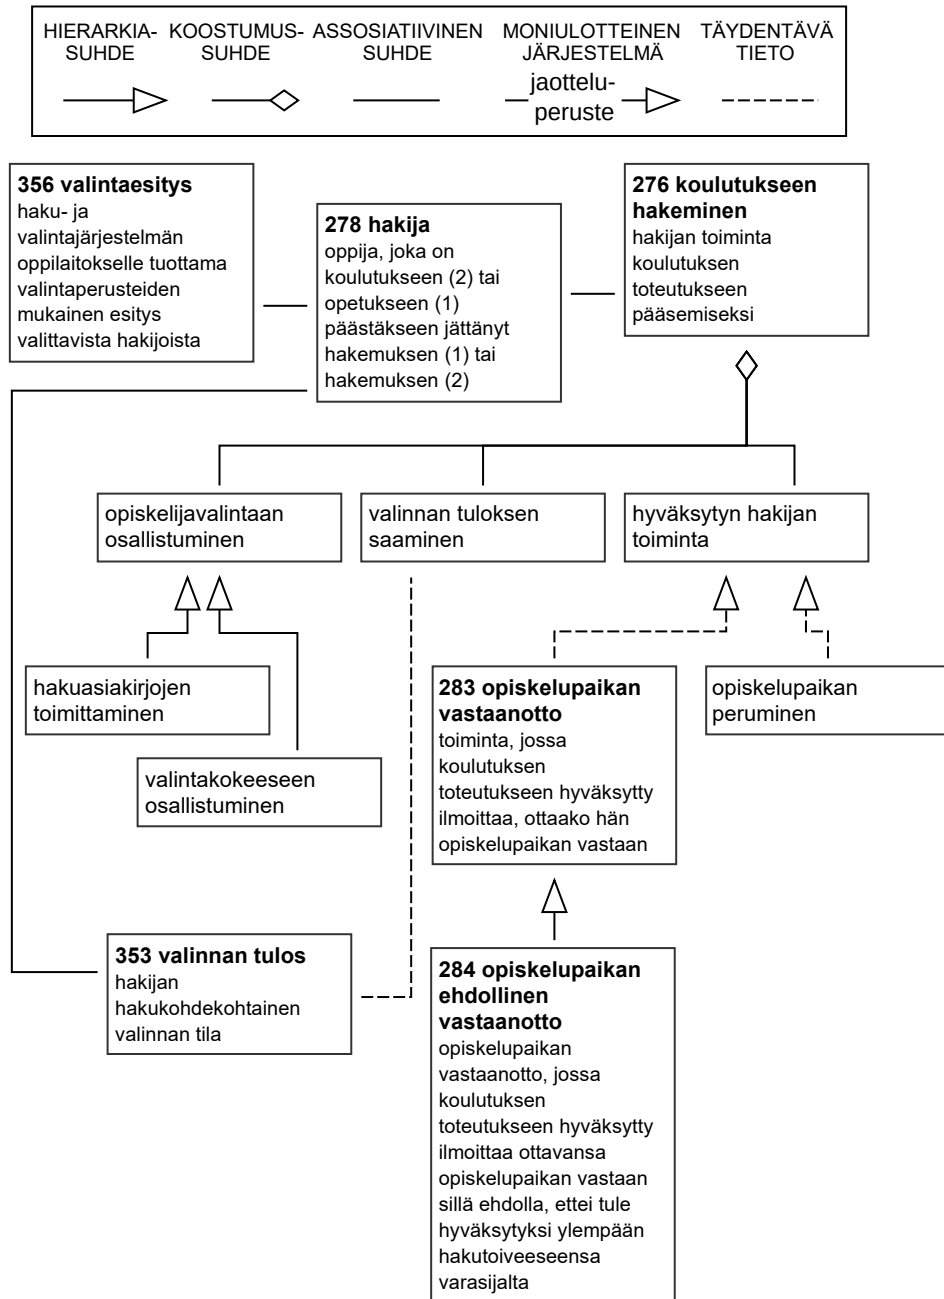 HIERARKIA-
SUHDE
KOOSTUMUS-
SUHDE
ASSOSIATIIVINEN
SUHDE
MONIULOTTEINEN
JÄRJESTELMÄ
TÄYDENTÄVÄ
TIETO
jaottelu-
peruste
356 valintaesitys
haku- ja
valintajärjestelmän
oppilaitokselle tuottama
valintaperusteiden
mukainen esitys
valittavista hakijoista
278 hakija
oppija, joka on
koulutukseen (2) tai
opetukseen (1)
päästäkseen jättänyt
hakemuksen (1) tai
hakemuksen (2)
276 koulutukseen
hakeminen
hakijan toiminta
koulutuksen
toteutukseen
pääsemiseksi
opiskelijavalintaan
osallistuminen
valinnan tuloksen
saaminen
hyväksytyn hakijan
toiminta
hakuasiakirjojen
toimittaminen
valintakokeeseen
osallistuminen
283 opiskelupaikan
vastaanotto
toiminta, jossa
koulutuksen
toteutukseen hyväksytty
ilmoittaa, ottaako hän
opiskelupaikan vastaan
opiskelupaikan
peruminen
353 valinnan tulos
hakijan
hakukohdekohtainen
valinnan tila
284 opiskelupaikan
ehdollinen
vastaanotto
opiskelupaikan
vastaanotto, jossa
koulutuksen
toteutukseen hyväksytty
ilmoittaa ottavansa
opiskelupaikan vastaan
sillä ehdolla, ettei tule
hyväksytyksi ylempään
hakutoiveeseensa
varasijalta